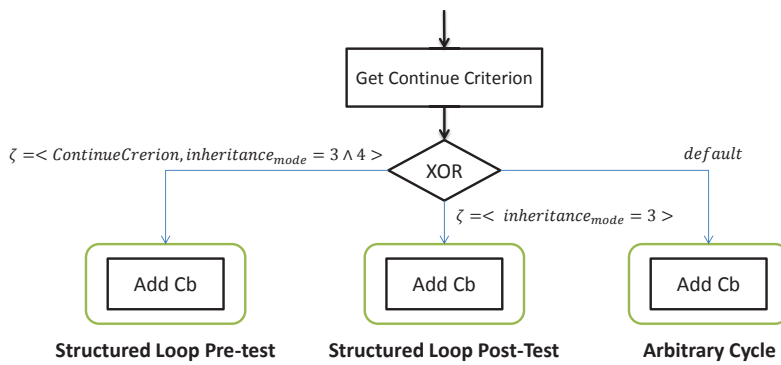 Get Continue Criterion
ζ =< ContinueCrerion, inheritance_mode = 3 ∧ 4 >
default
XOR
ζ =< inheritance_mode = 3 >
Add Cb
Add Cb
Add Cb
Structured Loop Pre-test
Structured Loop Post-Test
Arbitrary Cycle